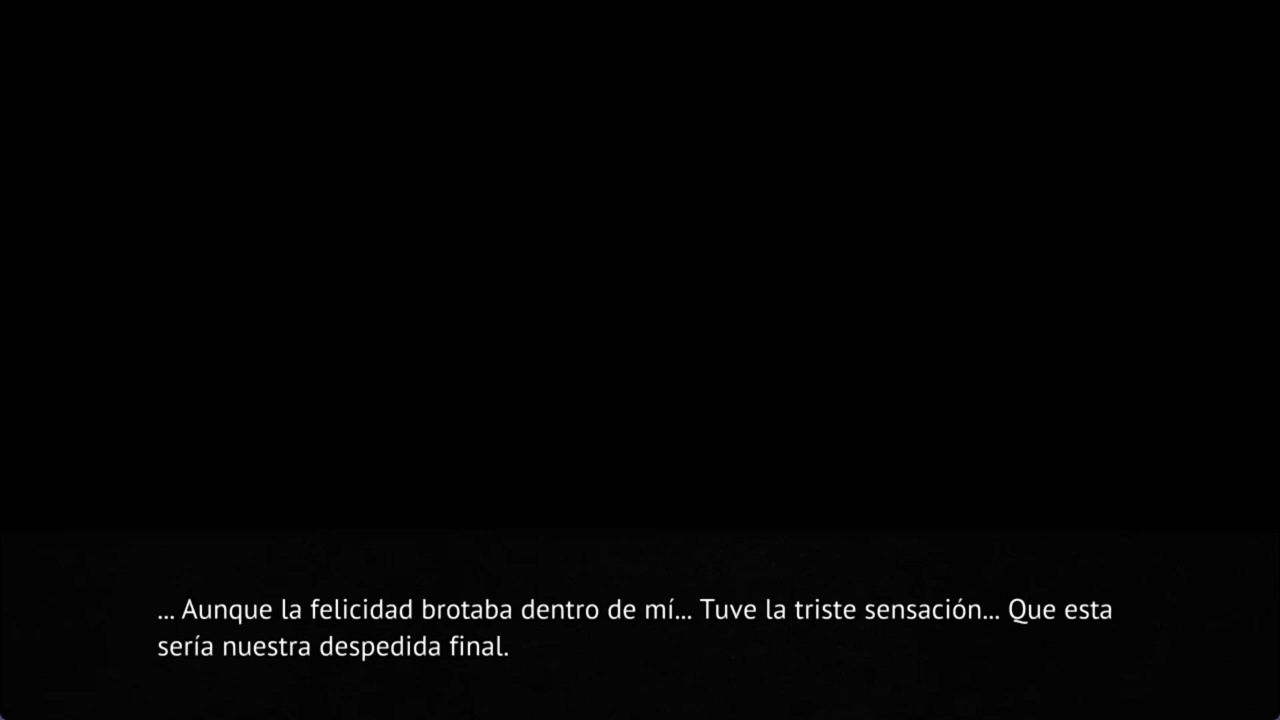 ... Aunque la felicidad brotaba dentro de mí... Tuve la triste sensación... Que esta
sería nuestra despedida final.